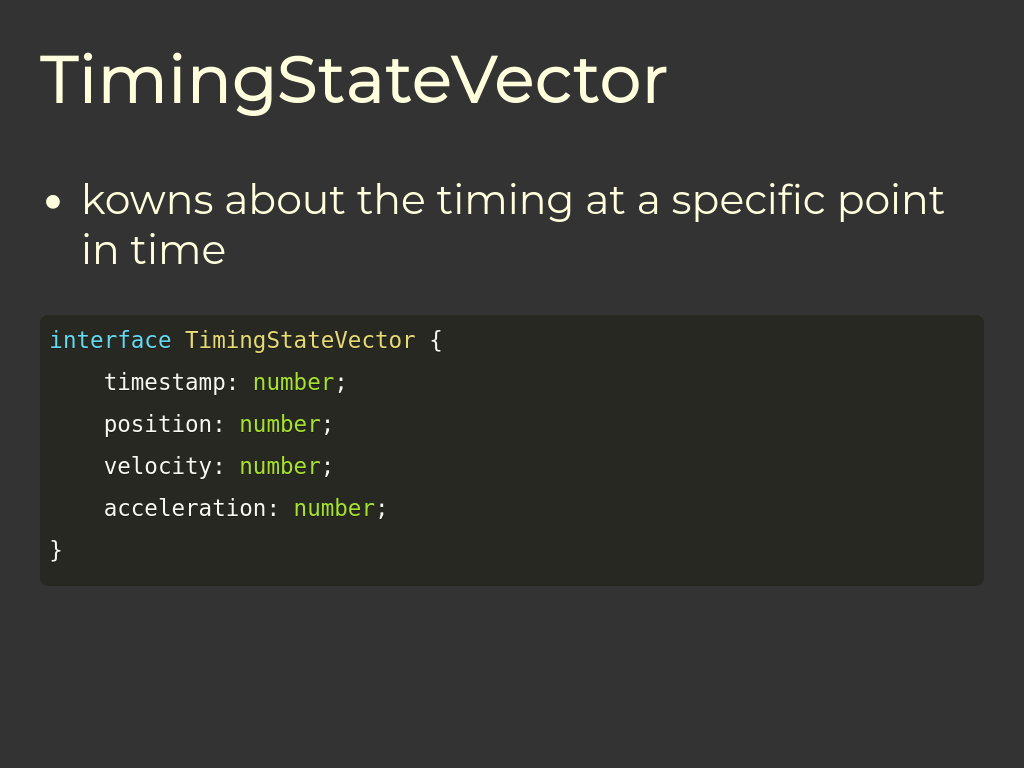 TimingStateVector
• kowns about the timing at a specific point
in time
interface TimingStateVector {
    timestamp: number;
    position: number;
    velocity: number;
    acceleration: number;
}